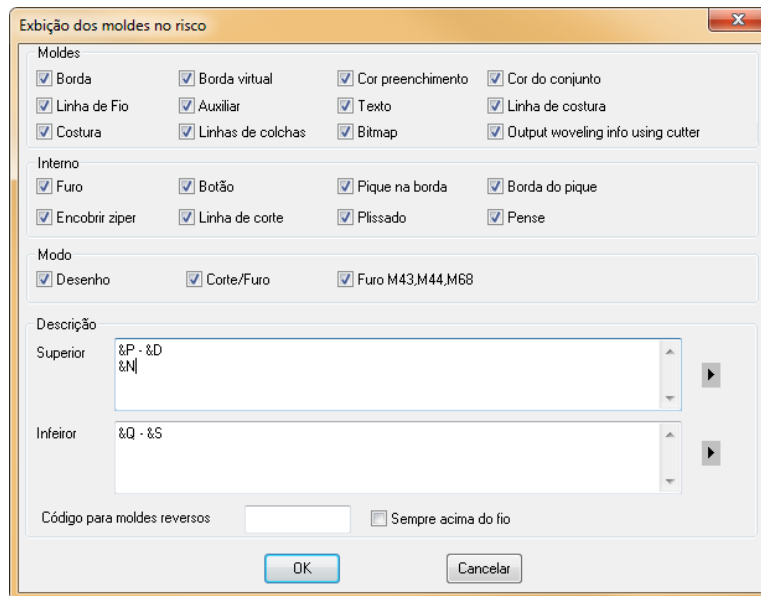 Exbição dos moldes no risco
Moldes
Borda Borda virtual Cor preenchimento Cor do conjunto
Linha de Fio Auxiliar Texto Linha de costura
Costura Linhas de colchas Bitmap Output woveling info using cutter
Interno
Furo Botão Pique na borda Borda do pique
Encobrir ziper Linha de corte Plissado Pense
Modo
Desenho Corte/Furo Furo M43,M44,M68
Descrição
Superior &P - &D
&N
Infeiror &Q - &S
Código para moldes reversos Sempre acima do fio
OK Cancelar